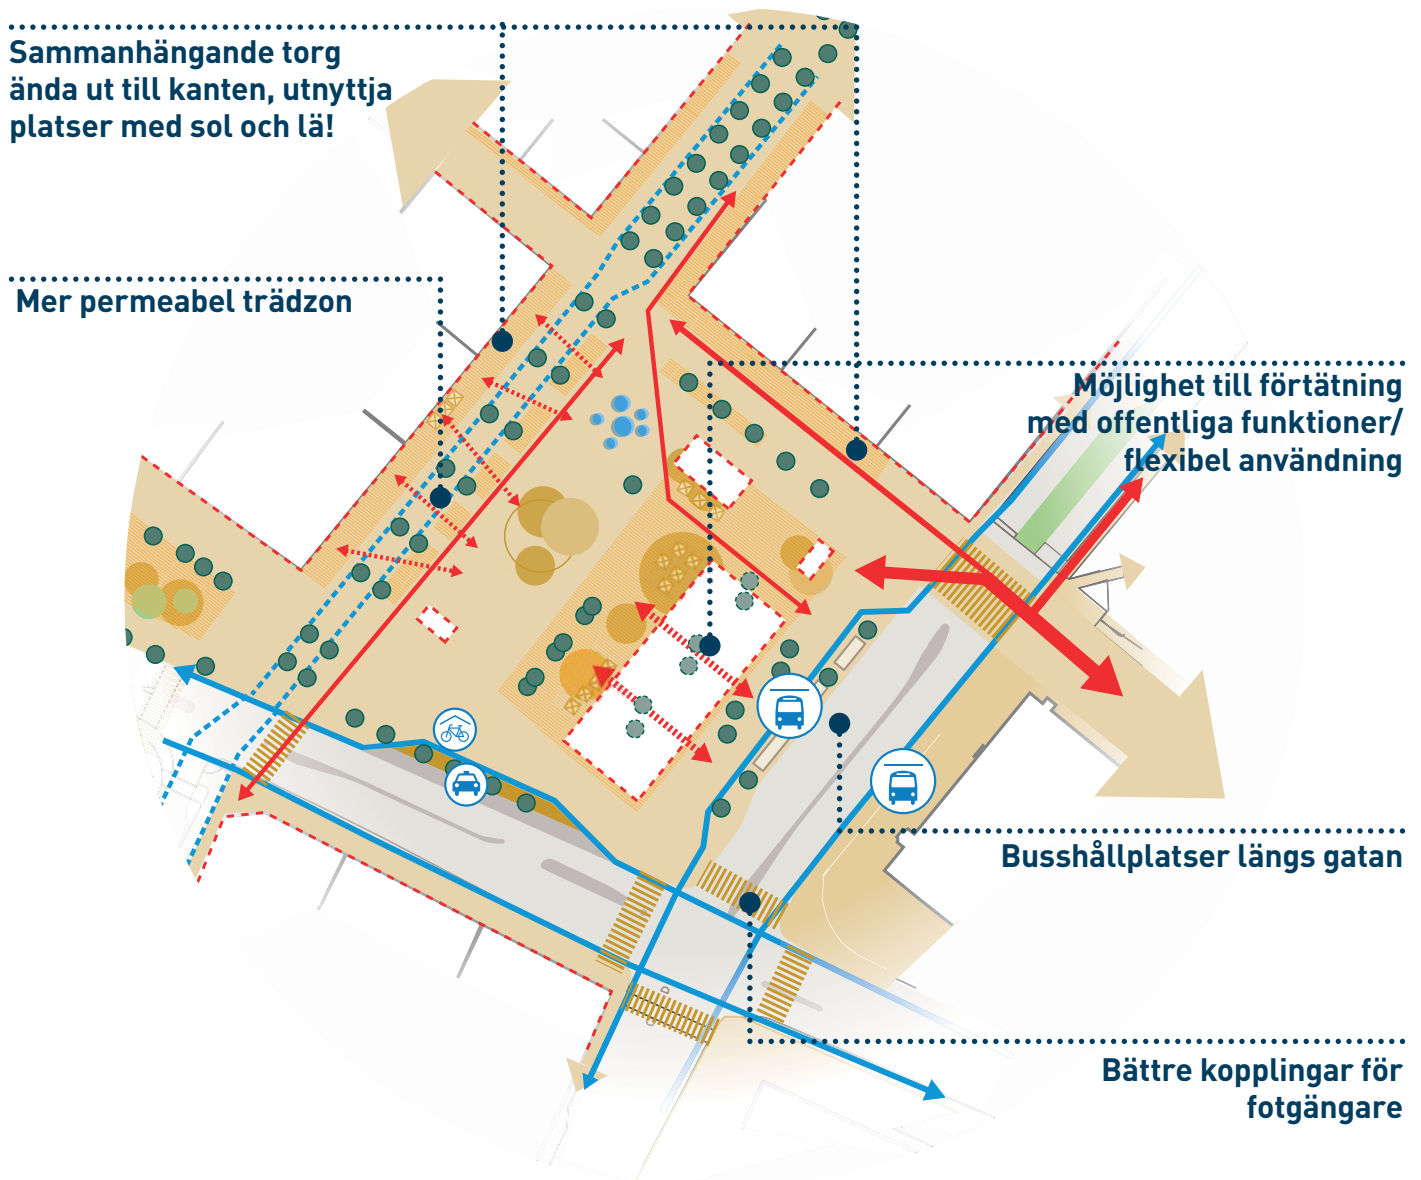 Sammanhängande torg
ända ut till kanten, utnyttja
platser med sol och lä!
Mer permeabel trädzon
Möjlighet till förtätning
med offentliga funktioner/
flexibel användning
Busshållplatser längs gatan
Bättre kopplingar för
fotgängare